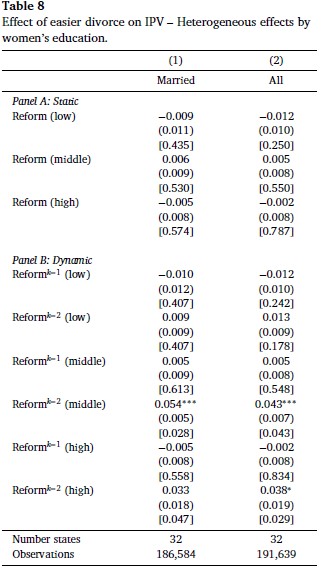 Table 8
Effect of easier divorce on IPV – Heterogeneous effects by
women's education.
(1) (2)
Married All
Panel A: Static
Reform (low) −0.009 −0.012
(0.011) (0.010)
[0.435] [0.250]
Reform (middle) 0.006 0.005
(0.009) (0.008)
[0.530] [0.550]
Reform (high) −0.005 −0.002
(0.008) (0.008)
[0.574] [0.787]
Panel B: Dynamic
Reformᵏ⁼¹ (low) −0.010 −0.012
(0.012) (0.010)
[0.407] [0.242]
Reformᵏ⁼² (low) 0.009 0.013
(0.009) (0.009)
[0.407] [0.178]
Reformᵏ⁼¹ (middle) 0.005 0.005
(0.009) (0.008)
[0.613] [0.548]
Reformᵏ⁼² (middle) 0.054*** 0.043***
(0.005) (0.007)
[0.028] [0.043]
Reformᵏ⁼¹ (high) −0.005 −0.002
(0.008) (0.008)
[0.558] [0.834]
Reformᵏ⁼² (high) 0.033 0.038*
(0.018) (0.019)
[0.047] [0.029]
Number states 32 32
Observations 186,584 191,639